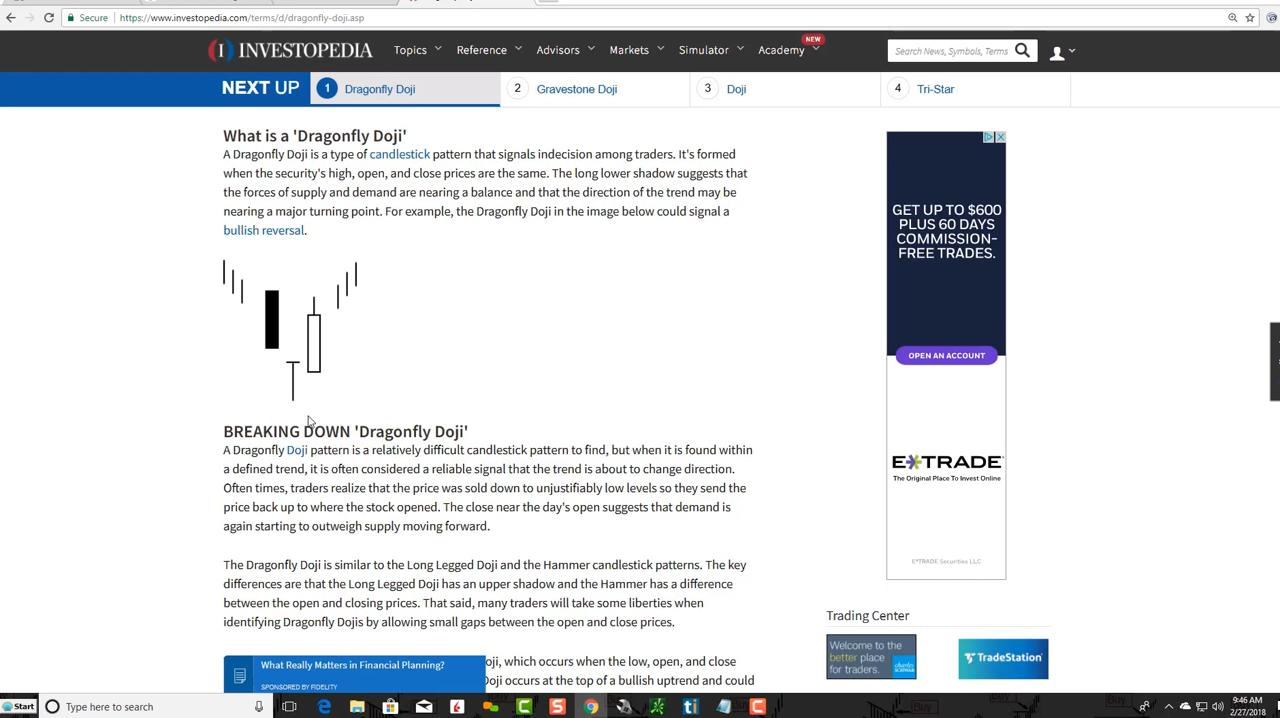 Secure
https://www.investopedia.com/terms/d/dragonfly-doji.asp
INVESTOPEDIA
Topics
Reference
Advisors
Markets
Simulator
Academy
NEW
Search News, Symbols, Terms
NEXT UP
1 Dragonfly Doji
2 Gravestone Doji
3 Doji
4 Tri-Star
What is a 'Dragonfly Doji'
A Dragonfly Doji is a type of candlestick pattern that signals indecision among traders. It's formed
when the security's high, open, and close prices are the same. The long lower shadow suggests that
the forces of supply and demand are nearing a balance and that the direction of the trend may be
nearing a major turning point. For example, the Dragonfly Doji in the image below could signal a
bullish reversal.
BREAKING DOWN 'Dragonfly Doji'
A Dragonfly Doji pattern is a relatively difficult candlestick pattern to find, but when it is found within
a defined trend, it is often considered a reliable signal that the trend is about to change direction.
Often times, traders realize that the price was sold down to unjustifiably low levels so they send the
price back up to where the stock opened. The close near the day's open suggests that demand is
again starting to outweigh supply moving forward.
The Dragonfly Doji is similar to the Long Legged Doji and the Hammer candlestick patterns. The key
differences are that the Long Legged Doji has an upper shadow and the Hammer has a difference
between the open and closing prices. That said, many traders will take some liberties when
identifying Dragonfly Dojis by allowing small gaps between the open and close prices.
What Really Matters in Financial Planning?
SPONSORED BY FIDELITY
oji, which occurs when the low, open, and close
Doji occurs at the top of a bullish uptrend and could
GET UP TO $600
PLUS 60 DAYS
COMMISSION-
FREE TRADES.
OPEN AN ACCOUNT
E*TRADE
The Original Place To Invest Online
E*TRADE Securities LLC
Trading Center
Welcome to the
better place
for traders
charles
SCHWAB
TradeStation
Start
Type here to search
9:46 AM
2/27/2018